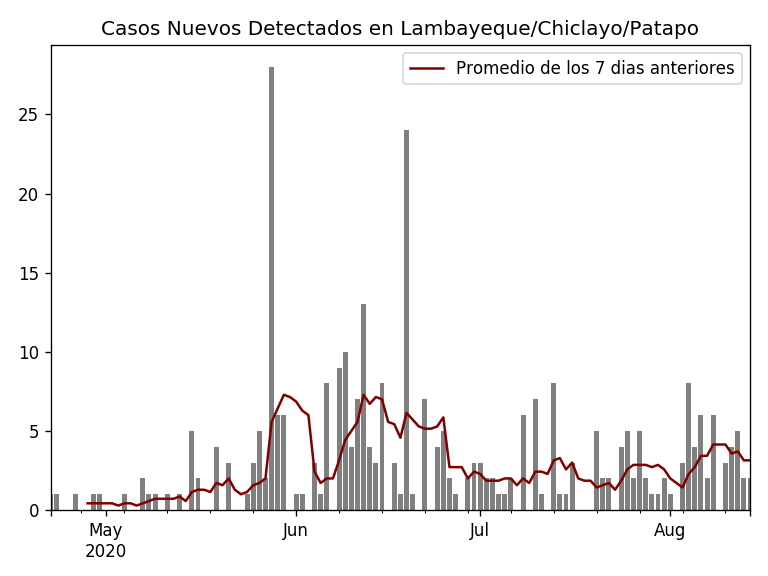 Casos Nuevos Detectados en Lambayeque/Chiclayo/Patapo
Promedio de los 7 dias anteriores
25
20
15
10
5
0
May
2020
Jun
Jul
Aug